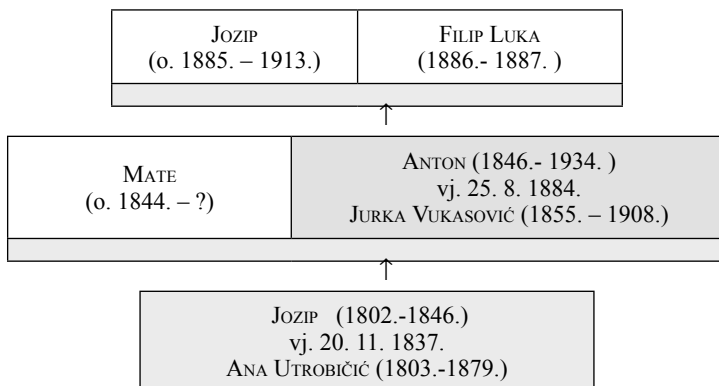 Jozip
(o. 1885. – 1913.)
Filip Luka
(1886.- 1887. )
Mate
(o. 1844. – ?)
Anton (1846.- 1934. )
vj. 25. 8. 1884.
Jurka Vukasović (1855. – 1908.)
Jozip (1802.-1846.)
vj. 20. 11. 1837.
Ana Utrobičić (1803.-1879.)